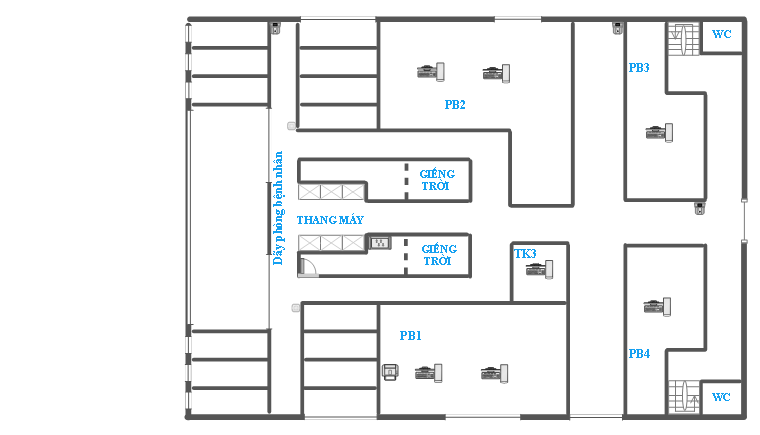 WC
PB3
PB2
GIẾNG
TRỜI
Dãy phòng bệnh nhân
THANG MÁY
GIẾNG
TRỜI
TK3
PB1
PB4
WC